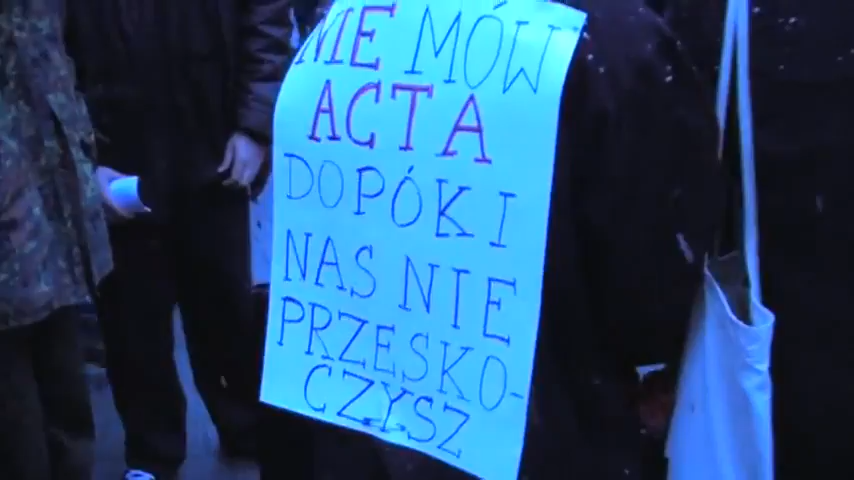 NIE MÓW
ACTA
DOPÓKI
NAS NIE
PRZESKO-
CZYSZ